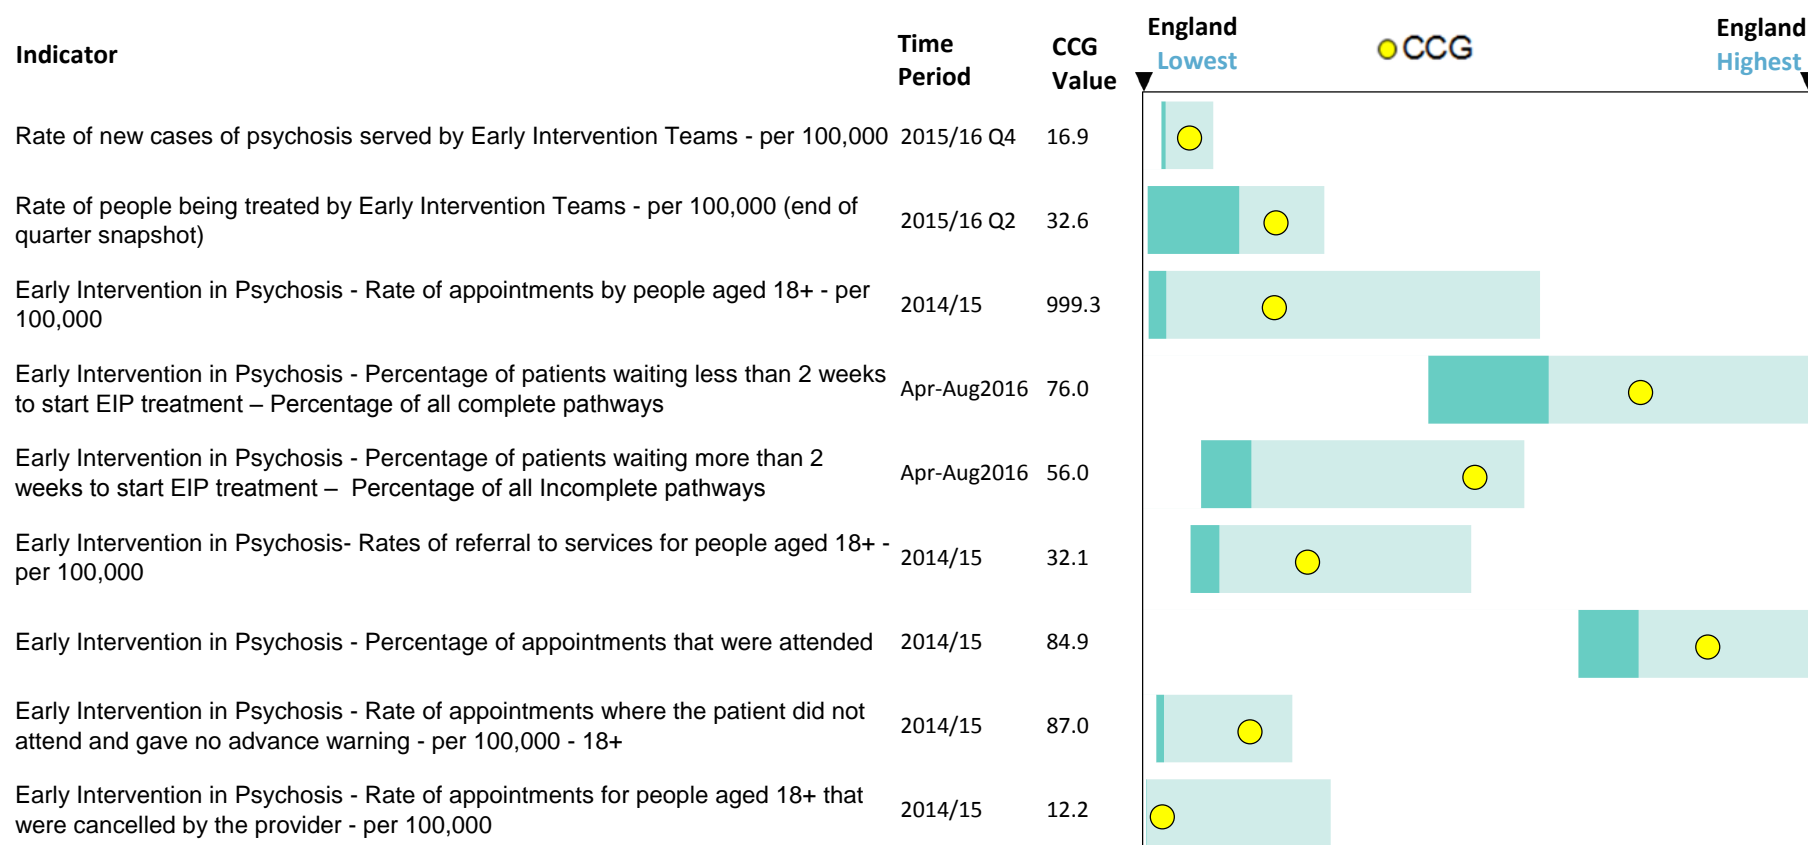 Indicator
Time
Period
CCG
Value
England
Lowest
CCG
England
Highest
Rate of new cases of psychosis served by Early Intervention Teams - per 100,000 2015/16 Q4 16.9
Rate of people being treated by Early Intervention Teams - per 100,000 (end of
quarter snapshot)
2015/16 Q2 32.6
Early Intervention in Psychosis - Rate of appointments by people aged 18+ - per
100,000
2014/15 999.3
Early Intervention in Psychosis - Percentage of patients waiting less than 2 weeks
to start EIP treatment – Percentage of all complete pathways
Apr-Aug2016 76.0
Early Intervention in Psychosis - Percentage of patients waiting more than 2
weeks to start EIP treatment –  Percentage of all Incomplete pathways
Apr-Aug2016 56.0
Early Intervention in Psychosis- Rates of referral to services for people aged 18+ -
per 100,000
2014/15 32.1
Early Intervention in Psychosis - Percentage of appointments that were attended 2014/15 84.9
Early Intervention in Psychosis - Rate of appointments where the patient did not
attend and gave no advance warning - per 100,000 - 18+
2014/15 87.0
Early Intervention in Psychosis - Rate of appointments for people aged 18+ that
were cancelled by the provider - per 100,000
2014/15 12.2